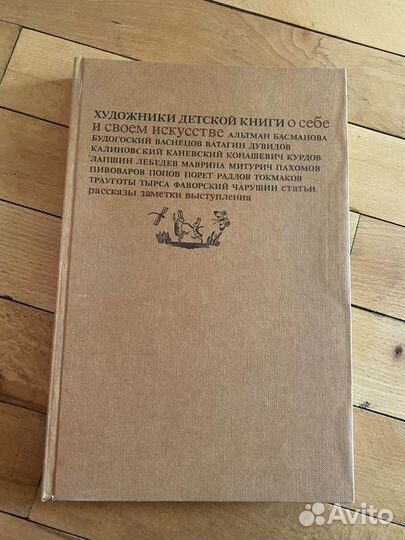 ХУДОЖНИКИ ДЕТСКОЙ КНИГИ о себе
и своем искусстве АЛЬТМАН БАСМАНОВА
БУДОГОСКИЙ ВАСНЕЦОВ ВАТАГИН ДУВИДОВ
КАЛИНОВСКИЙ КАНЕВСКИЙ КОНАШЕВИЧ КУРДОВ
ЛАПШИН ЛЕБЕДЕВ МАВРИНА МИТУРИЧ ПАХОМОВ
ПИВОВАРОВ ПОПОВ ПОРЕТ РАДЛОВ ТОКМАКОВ
ТРАУГОТЫ ТЫРСА ФАВОРСКИЙ ЧАРУШИН статьи
рассказы заметки выступления
Avito